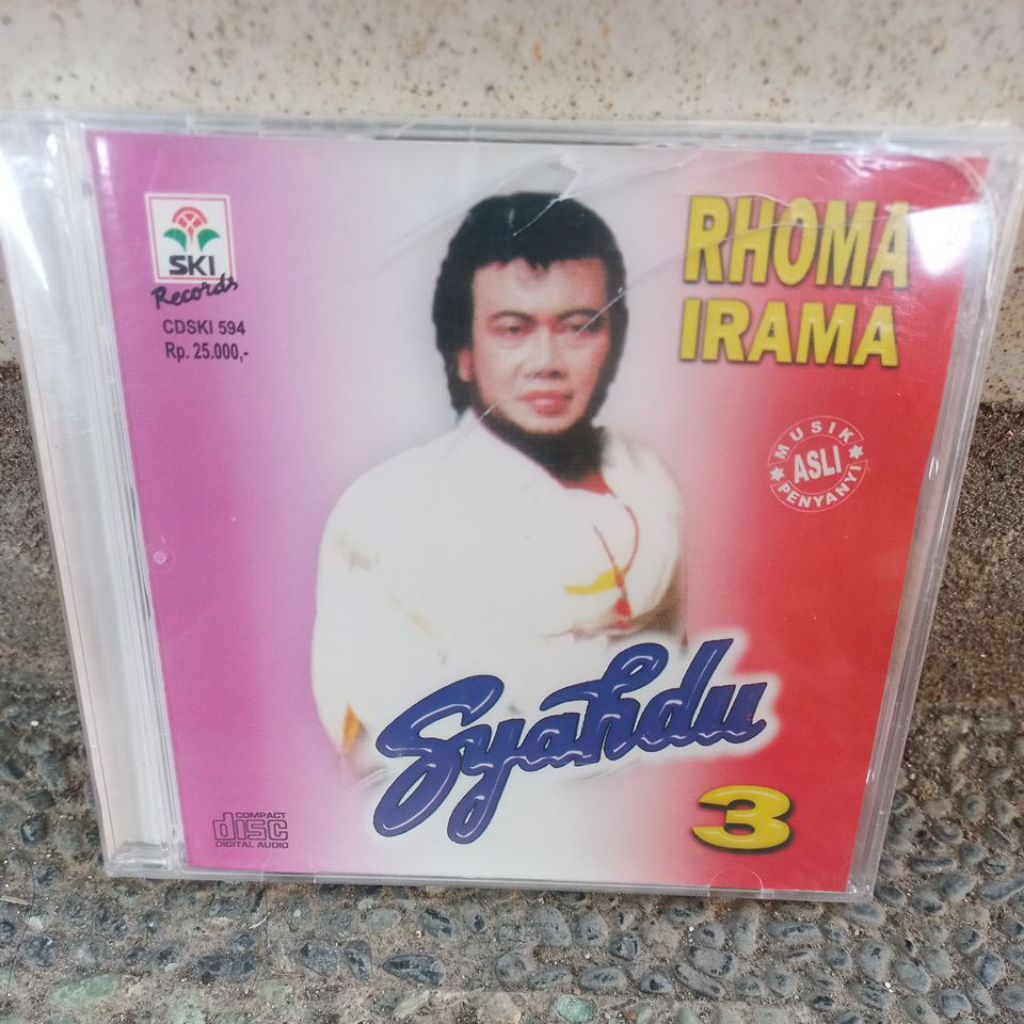 SKI
Records
CDSKI 594
Rp. 25.000,-
RHOMA
IRAMA
MUSIK
ASLI
PENYANYI
Syahdu
3
COMPACT
disc
DIGITAL AUDIO